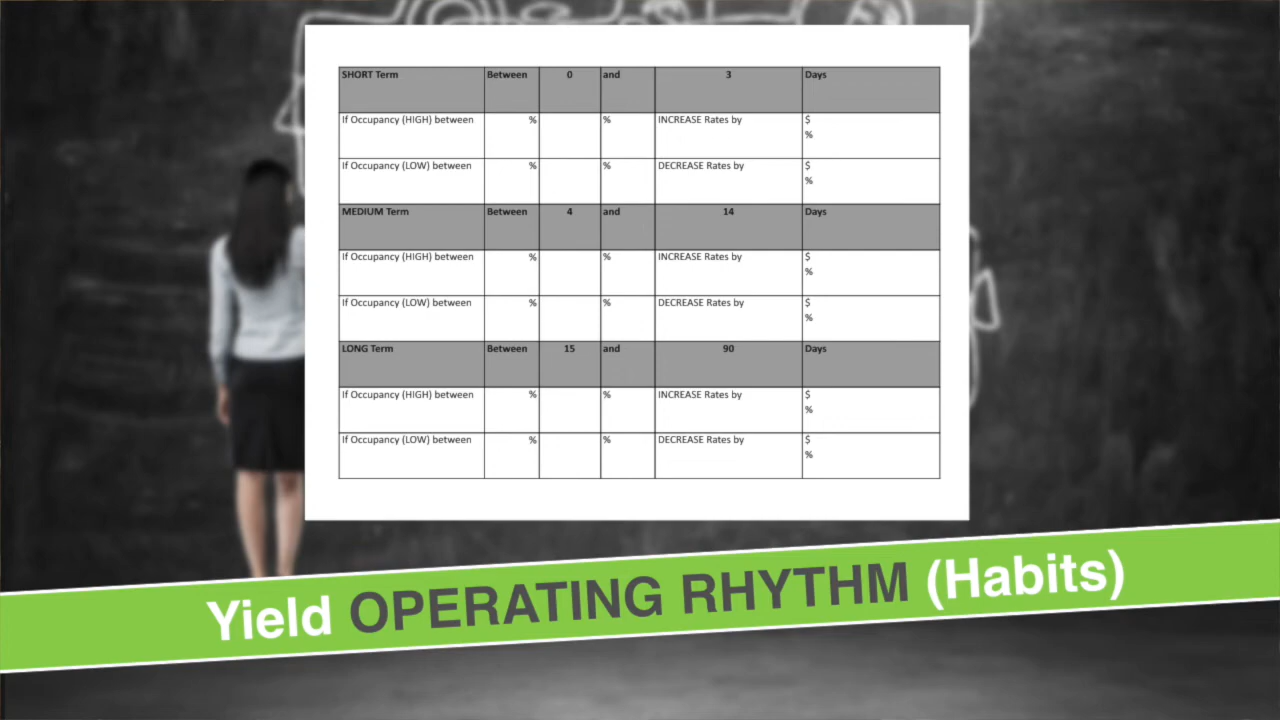 SHORT Term Between 0 and 3 Days
If Occupancy (HIGH) between % % INCREASE Rates by $
%
If Occupancy (LOW) between % % DECREASE Rates by $
%
MEDIUM Term Between 4 and 14 Days
If Occupancy (HIGH) between % % INCREASE Rates by $
%
If Occupancy (LOW) between % % DECREASE Rates by $
%
LONG Term Between 15 and 90 Days
If Occupancy (HIGH) between % % INCREASE Rates by $
%
If Occupancy (LOW) between % % DECREASE Rates by $
%
Yield OPERATING RHYTHM (Habits)